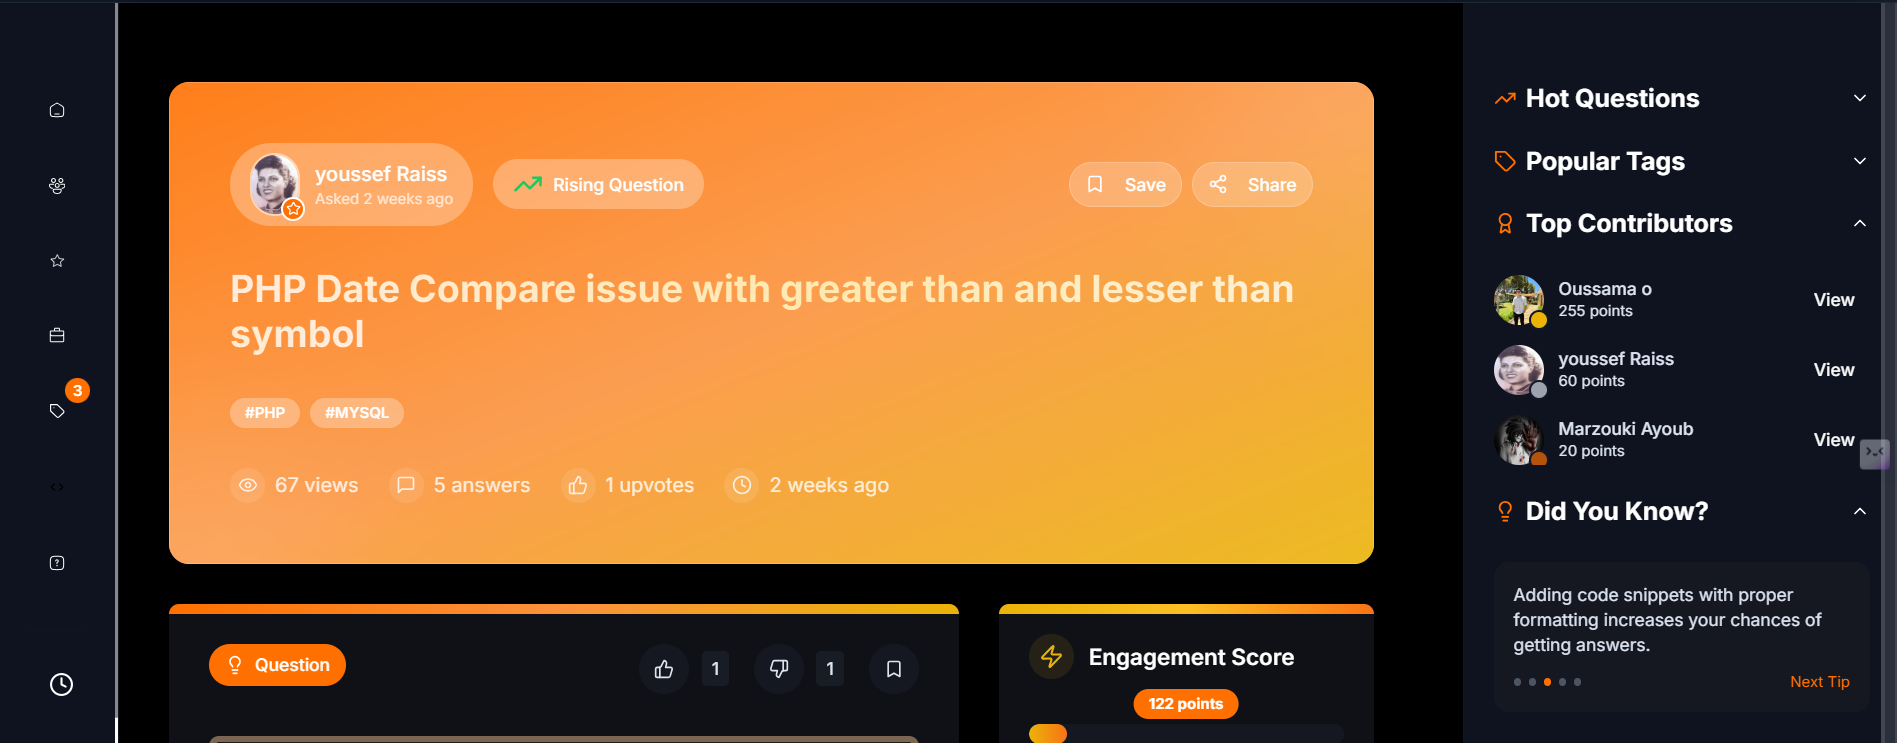 3
youssef Raiss
Asked 2 weeks ago
Rising Question
Save
Share
PHP Date Compare issue with greater than and lesser than
symbol
#PHP
#MYSQL
67 views
5 answers
1 upvotes
2 weeks ago
Question
1
1
Engagement Score
122 points
Hot Questions
Popular Tags
Top Contributors
Oussama o
255 points
View
youssef Raiss
60 points
View
Marzouki Ayoub
20 points
View
Did You Know?
Adding code snippets with proper
formatting increases your chances of
getting answers.
Next Tip